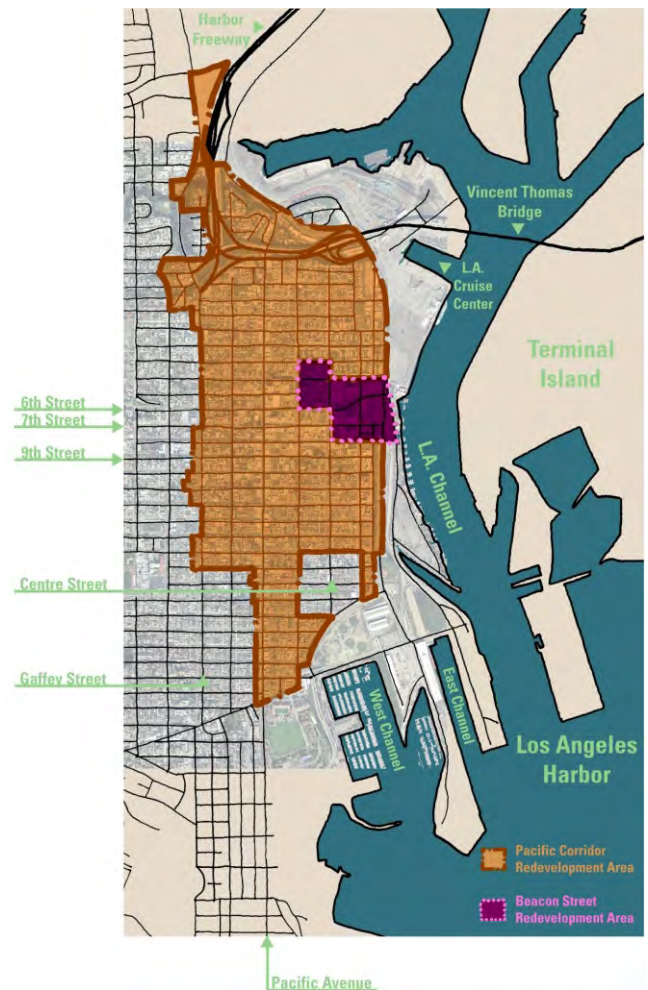 Harbor
Freeway
Vincent Thomas
Bridge
L.A.
Cruise
Center
Terminal
Island
6th Street
7th Street
9th Street
L.A. Channel
Centre Street
Gaffey Street
West Channel
East Channel
Los Angeles
Harbor
Pacific Corridor
Redevelopment Area
Beacon Street
Redevelopment Area
Pacific Avenue